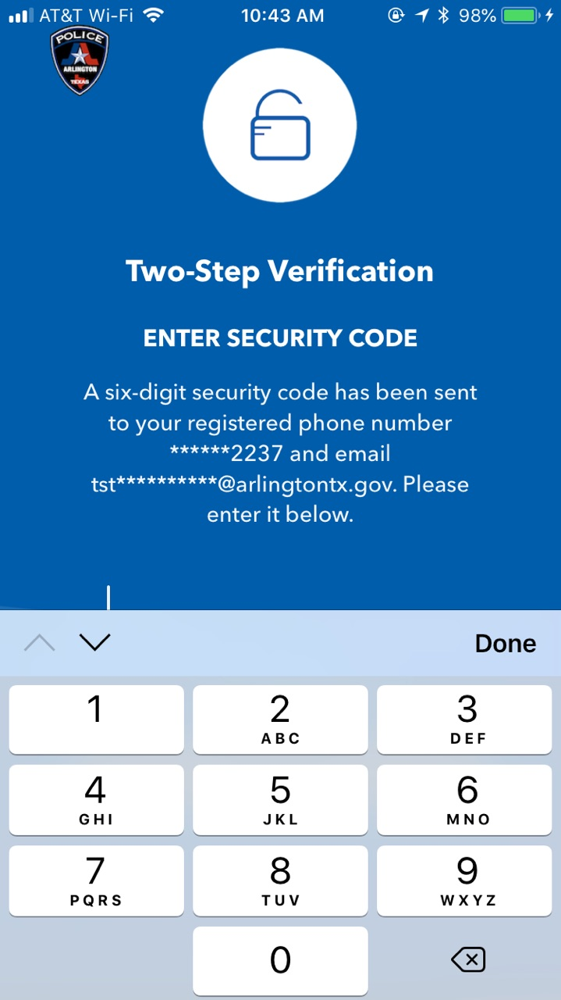 AT&T Wi-Fi 10:43 AM 98%
POLICE
ARLINGTON
TEXAS
Two-Step Verification
ENTER SECURITY CODE
A six-digit security code has been sent
to your registered phone number
******2237 and email
tst**********@arlingtontx.gov. Please
enter it below.
Done
1 2 3
ABC DEF
4 5 6
GHI JKL MNO
7 8 9
PQRS TUV WXYZ
0